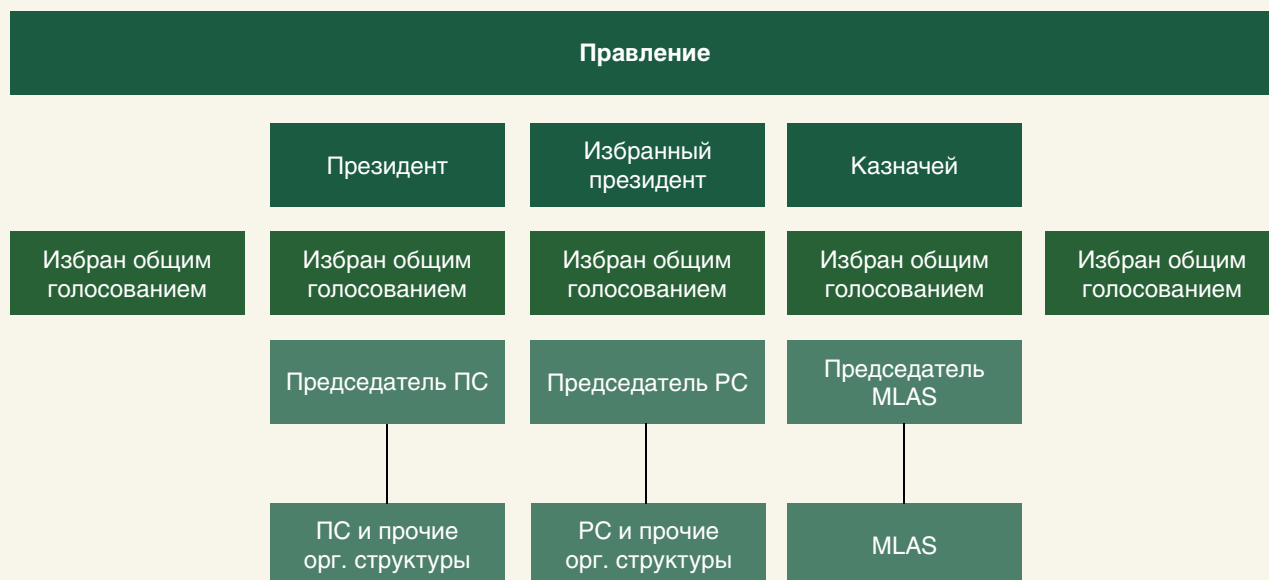 Правление
Президент
Избранный
президент
Казначей
Избран общим
голосованием
Избран общим
голосованием
Избран общим
голосованием
Избран общим
голосованием
Избран общим
голосованием
Председатель ПС
Председатель РС
Председатель
MLAS
ПС и прочие
орг. структуры
РС и прочие
орг. структуры
MLAS